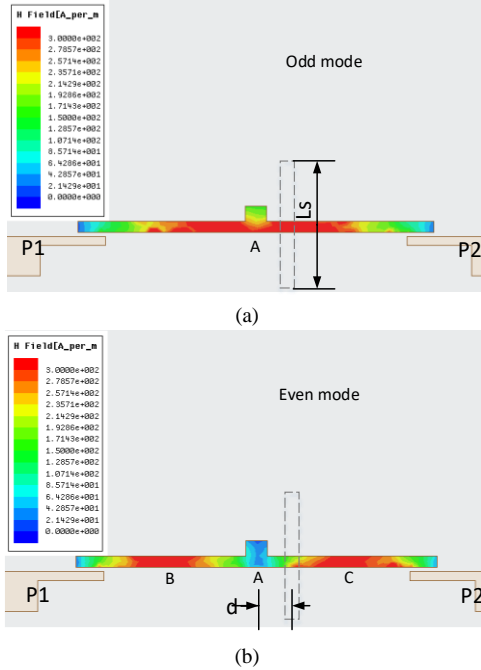 H Field[A_per_m
3.0000e+002
2.7857e+002
2.5714e+002
2.3571e+002
2.1429e+002
1.9286e+002
1.7143e+002
1.5000e+002
1.2857e+002
1.0714e+002
8.5714e+001
6.4286e+001
4.2857e+001
2.1429e+001
0.0000e+000
Odd mode
Ls
P1
A
P2
(a)
H Field[A_per_m
3.0000e+002
2.7857e+002
2.5714e+002
2.3571e+002
2.1429e+002
1.9286e+002
1.7143e+002
1.5000e+002
1.2857e+002
1.0714e+002
8.5714e+001
6.4286e+001
4.2857e+001
2.1429e+001
0.0000e+000
Even mode
P1
B
A
C
P2
d
(b)